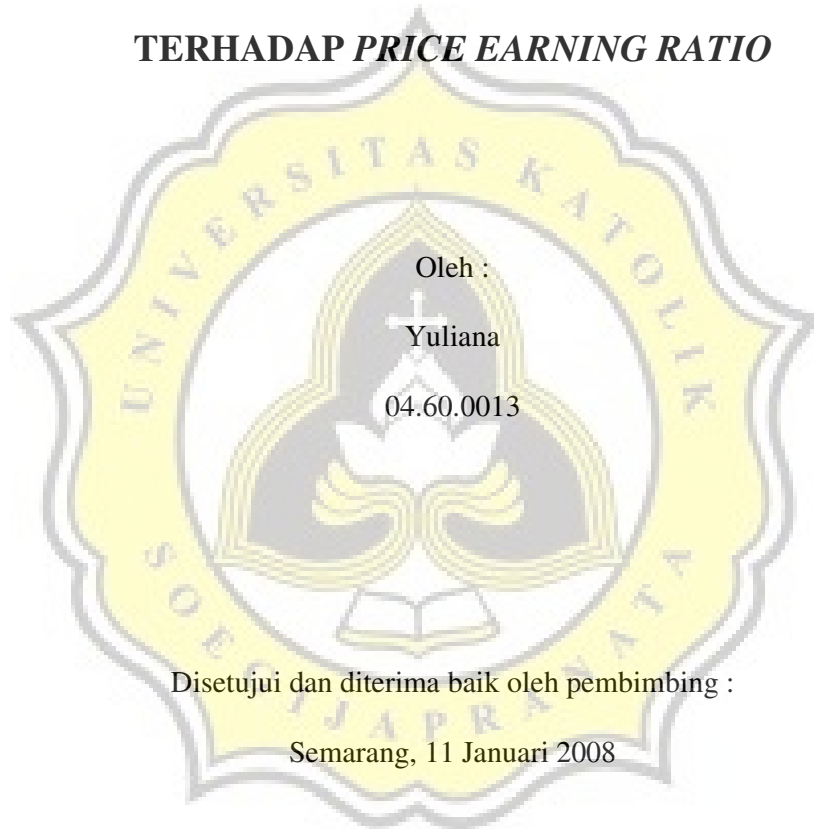 TERHADAP PRICE EARNING RATIO
UNIVERSITAS KATOLIK
Oleh :
Yuliana
04.60.0013
SOEGIJAPRANATA
Disetujui dan diterima baik oleh pembimbing :
Semarang, 11 Januari 2008